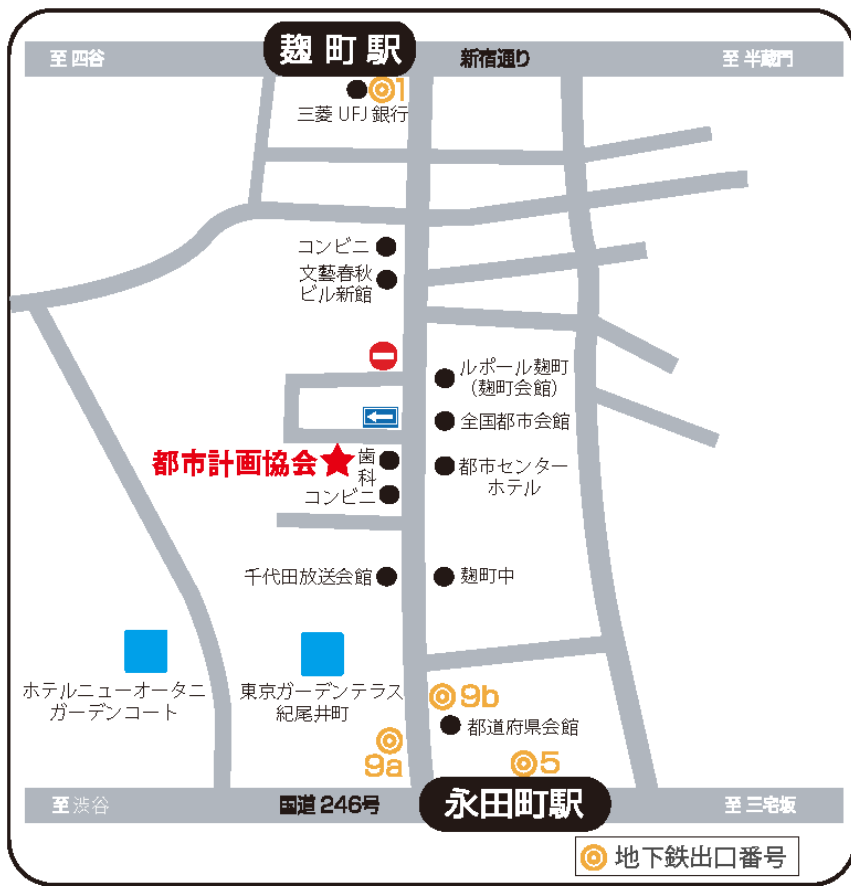 麹町駅
至 四谷
新宿通り
至 半蔵門
1
三菱 UFJ 銀行
コンビニ
文藝春秋
ビル新館
ルポール麹町
(麹町会館)
全国都市会館
都市計画協会
歯
科
都市センター
ホテル
コンビニ
千代田放送会館
麹町中
ホテルニューオータニ
ガーデンコート
東京ガーデンテラス
紀尾井町
9b
都道府県会館
9a
5
至 渋谷
国道 246号
永田町駅
至 三宅坂
地下鉄出口番号